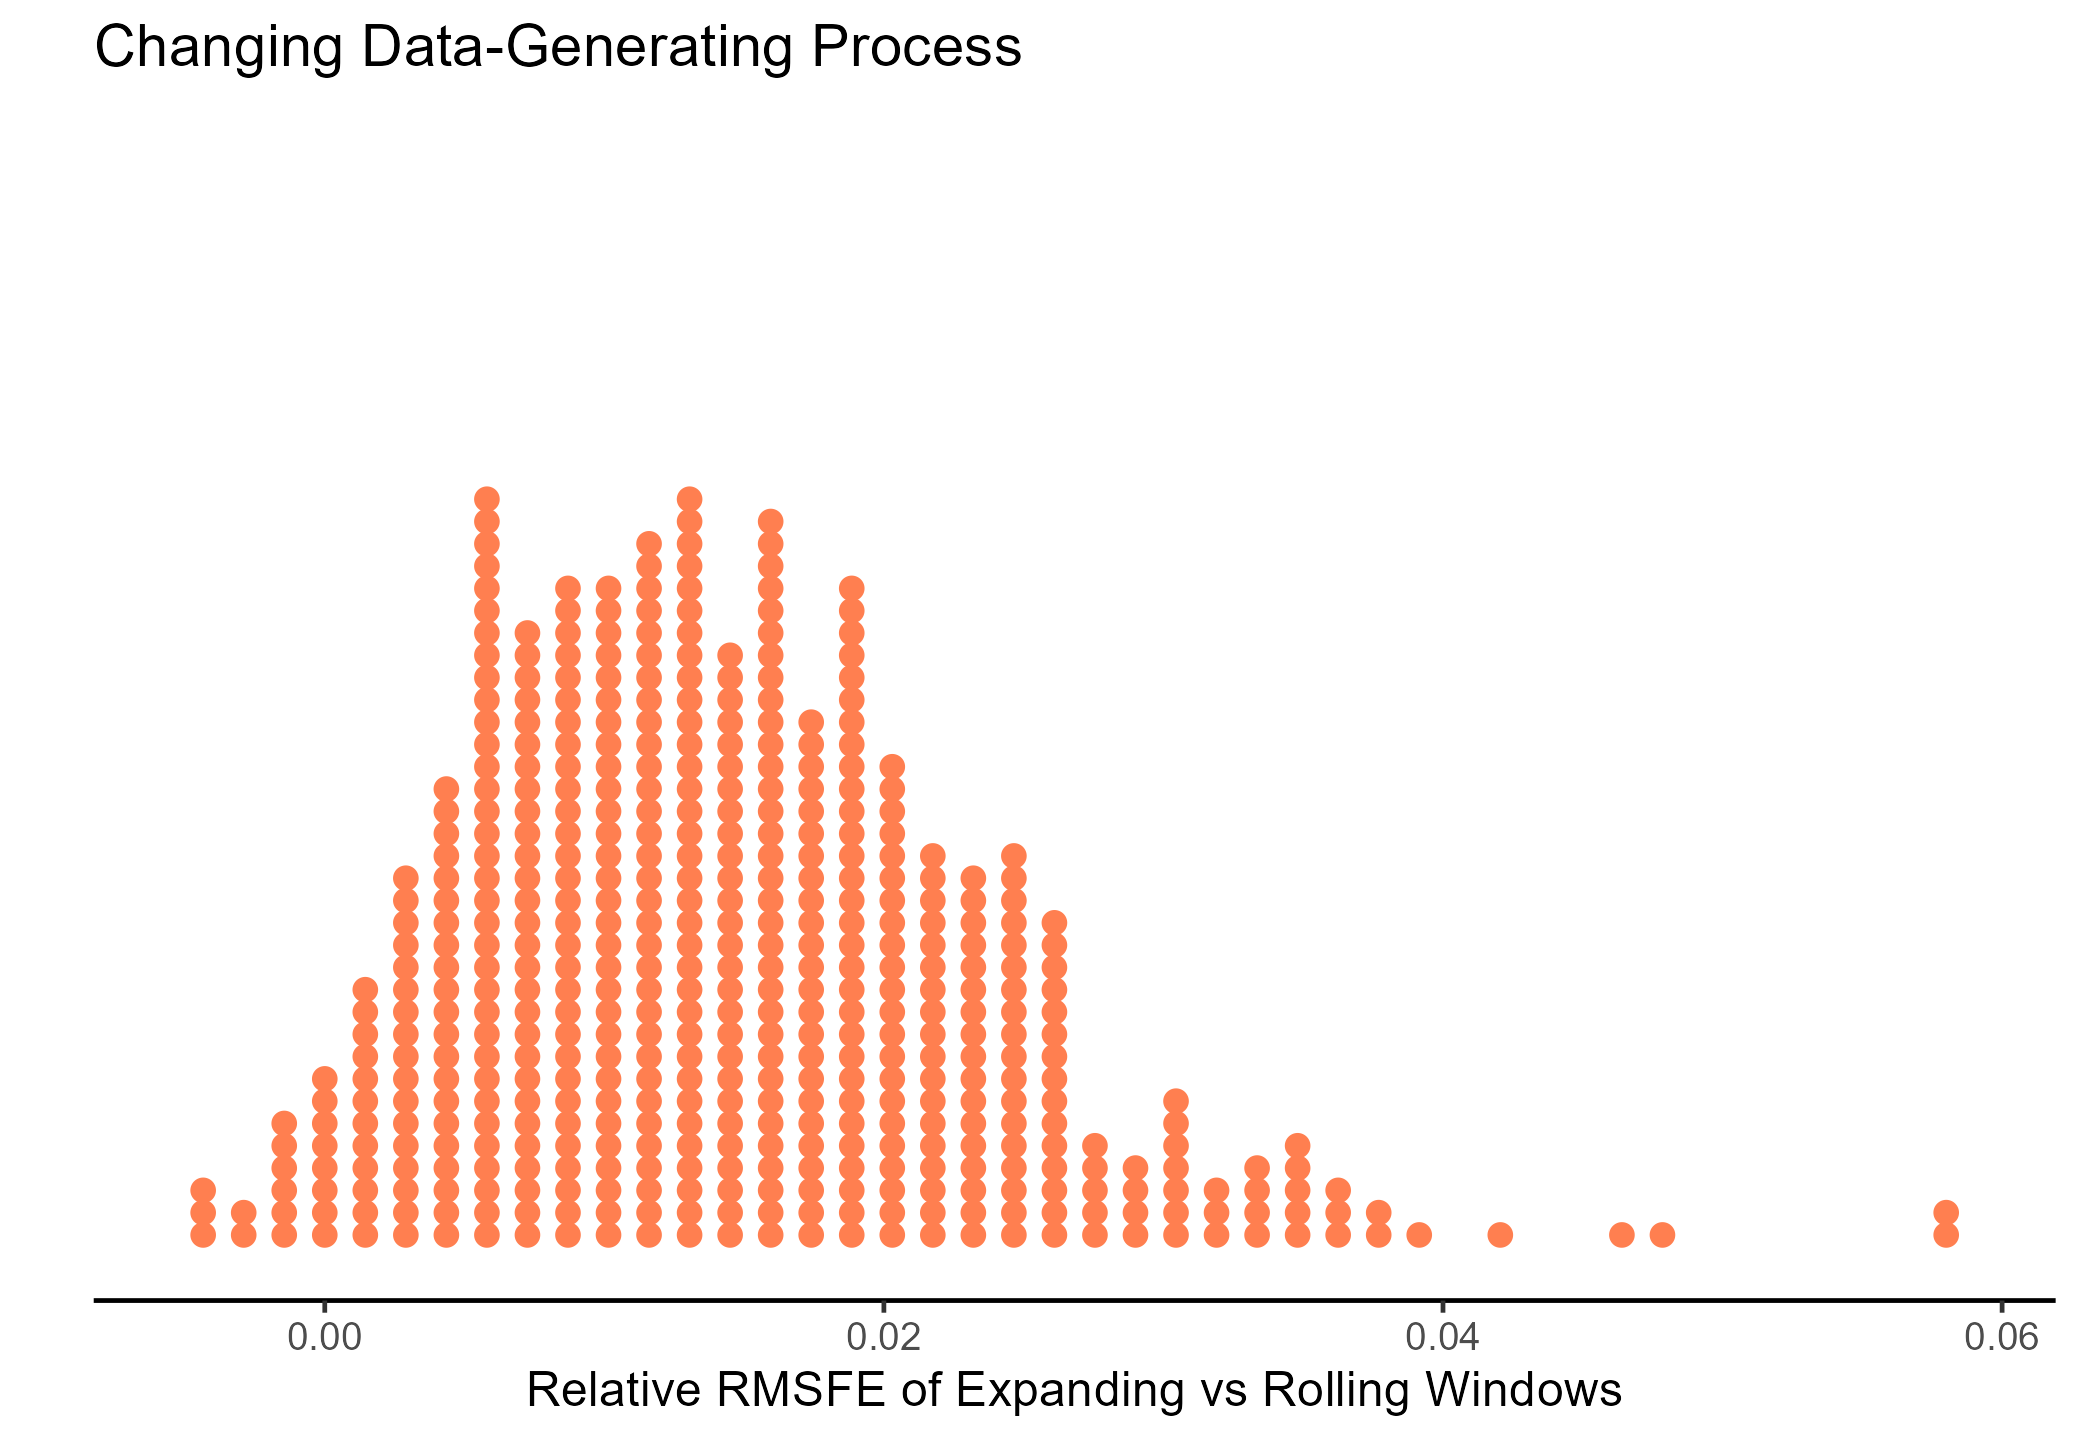 Changing Data-Generating Process
0.00 0.02 0.04 0.06
Relative RMSFE of Expanding vs Rolling Windows